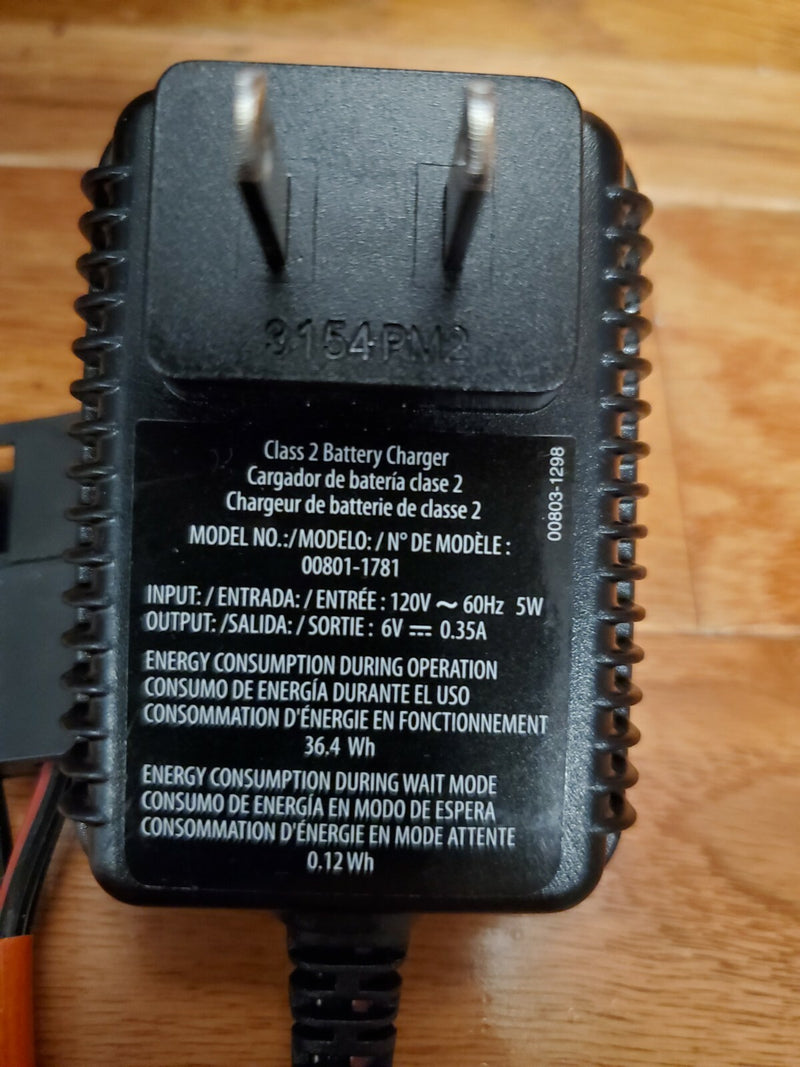 9154PM2
Class 2 Battery Charger
Cargador de batería clase 2
Chargeur de batterie de classe 2
00803-1298
MODEL NO.:/MODELO: / N° DE MODÈLE :
00801-1781
INPUT: / ENTRADA: / ENTRÉE : 120V ~ 60Hz 5W
OUTPUT: /SALIDA: / SORTIE : 6V ⎓ 0.35A
ENERGY CONSUMPTION DURING OPERATION
CONSUMO DE ENERGÍA DURANTE EL USO
CONSOMMATION D'ÉNERGIE EN FONCTIONNEMENT
36.4 Wh
ENERGY CONSUMPTION DURING WAIT MODE
CONSUMO DE ENERGÍA EN MODO DE ESPERA
CONSOMMATION D'ÉNERGIE EN MODE ATTENTE
0.12 Wh